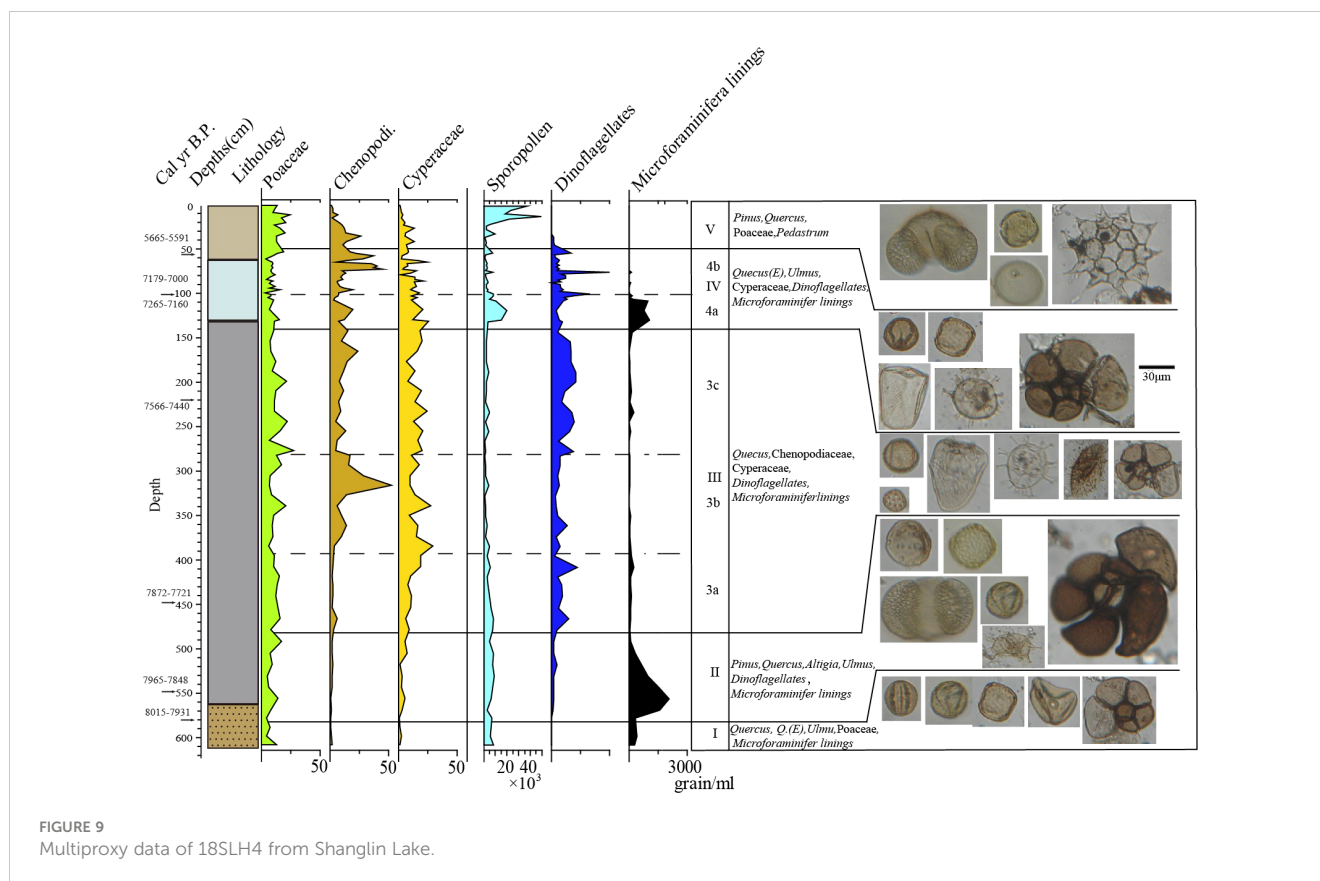 Cal yr B.P.
Depths(cm)
Lithology
Poaceae
Chenopodi.
Cyperaceae
Sporopollen
Dinoflagellates
Microforaminifera linings
Depth
0
50
100
150
200
250
300
350
400
450
500
550
600
5665-5591
7179-7000
7265-7160
7566-7440
7872-7721
7965-7848
8015-7931
50
50
50
20 40
×10³
3000
grain/ml
V
4b
IV
4a
3c
III
3b
3a
II
I
Pinus,Quercus,
Poaceae,Pedastrum
Quercus(E),Ulmus,
Cyperaceae,Dinoflagellates,
Microforaminifer linings
Quecus,Chenopodiaceae,
Cyperaceae,
Dinoflagellates,
Microforaminiferlinings
Pinus,Quercus,Altigia,Ulmus,
Dinoflagellates ,
Microforaminifer linings
Quercus, Q.(E),Ulmu,Poaceae,
Microforaminifer linings
30μm
FIGURE 9
Multiproxy data of 18SLH4 from Shanglin Lake.